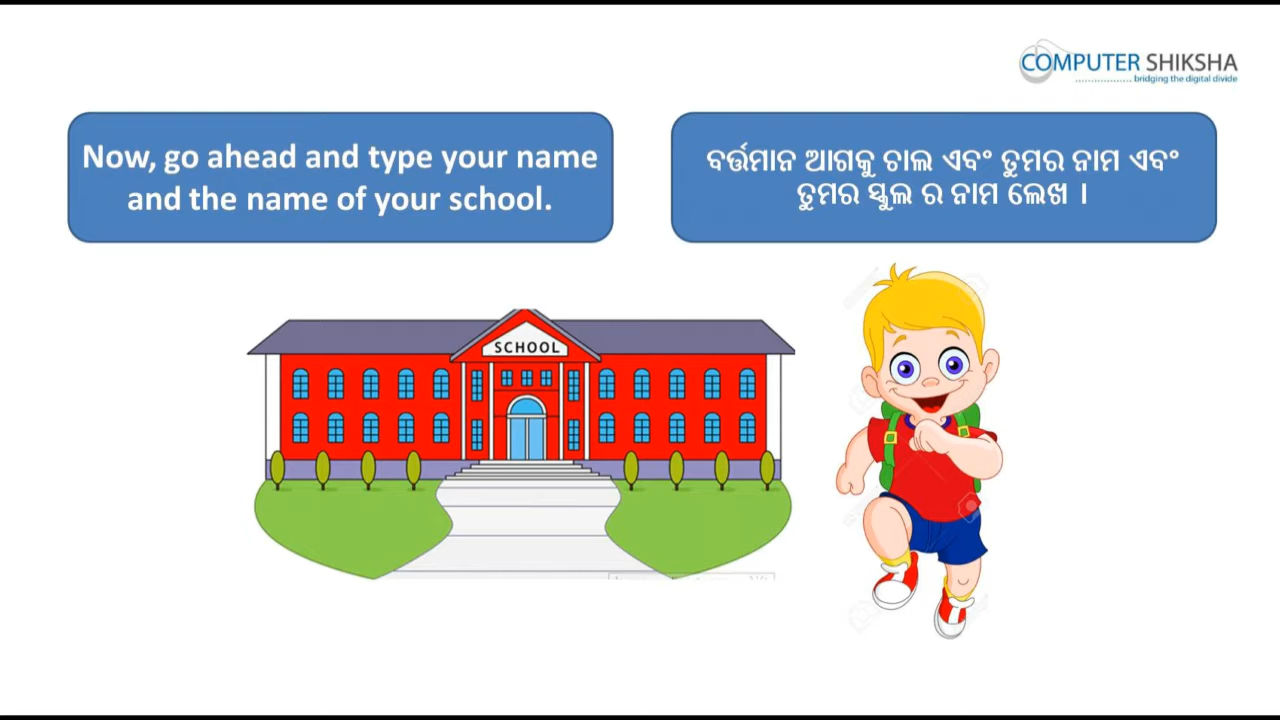 COMPUTER SHIKSHA
bridging the digital divide
Now, go ahead and type your name
and the name of your school.
ବର୍ତ୍ତମାନ ଆଗକୁ ଚାଲ ଏବଂ ତୁମର ନାମ ଏବଂ
ତୁମର ସ୍କୁଲ ର ନାମ ଲେଖ ।
SCHOOL